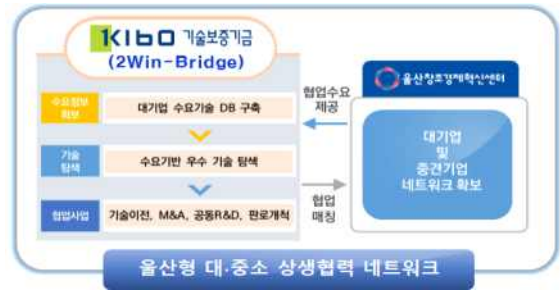 KIBO 기술보증기금
(2Win-Bridge)
수요정보
확보
대기업 수요기술 DB 구축
기술
탐색
수요기반 우수 기술 탐색
협업사업
기술이전, M&A, 공동R&D, 판로개척
협업수요
제공
협업
매칭
울산창조경제혁신센터
대기업
및
중견기업
네트워크 확보
울산형 대·중소 상생협력 네트워크